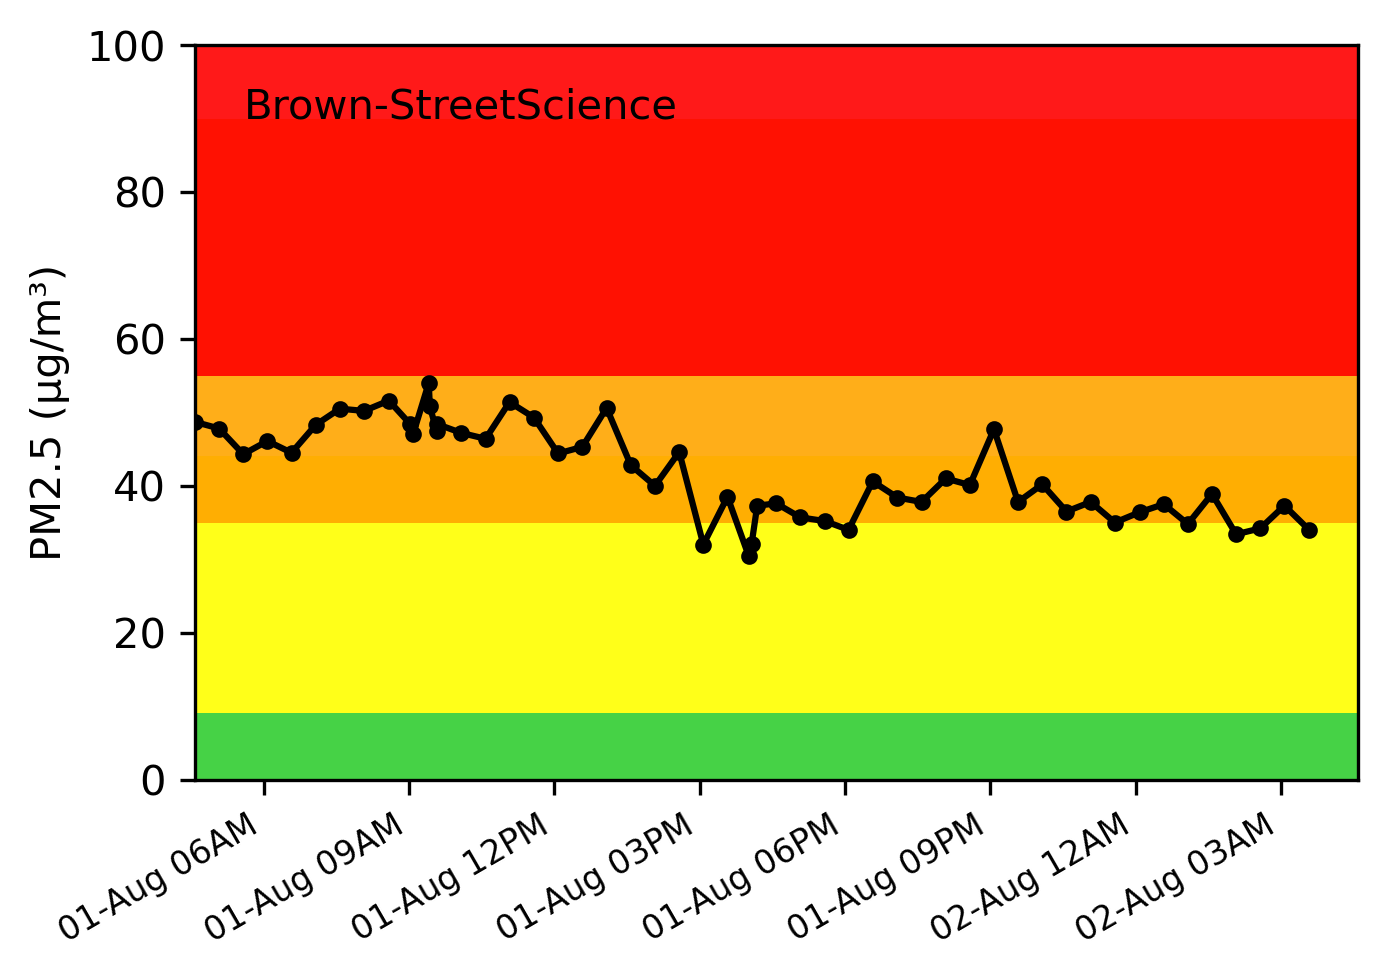 Brown-StreetScience
PM2.5 (μg/m³)
100
80
60
40
20
0
01-Aug 06AM
01-Aug 09AM
01-Aug 12PM
01-Aug 03PM
01-Aug 06PM
01-Aug 09PM
02-Aug 12AM
02-Aug 03AM